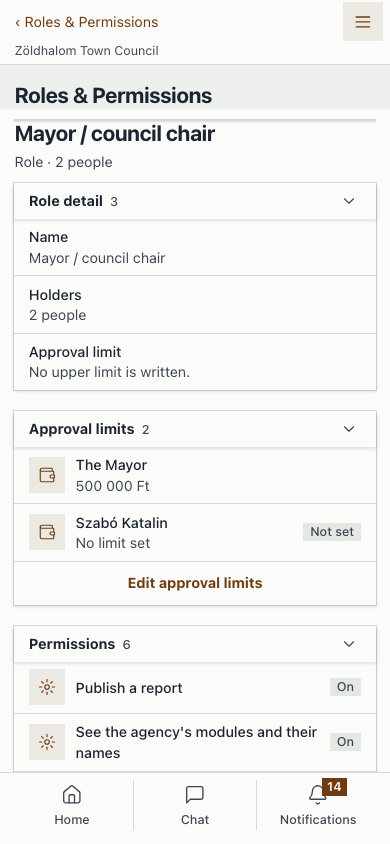 ‹ Roles & Permissions
Zöldhalom Town Council
Roles & Permissions
Mayor / council chair
Role · 2 people
Role detail 3
Name
Mayor / council chair
Holders
2 people
Approval limit
No upper limit is written.
Approval limits 2
The Mayor
500 000 Ft
Szabó Katalin
No limit set
Not set
Edit approval limits
Permissions 6
Publish a report
On
See the agency's modules and their
names
On
Home
Chat
14
Notifications